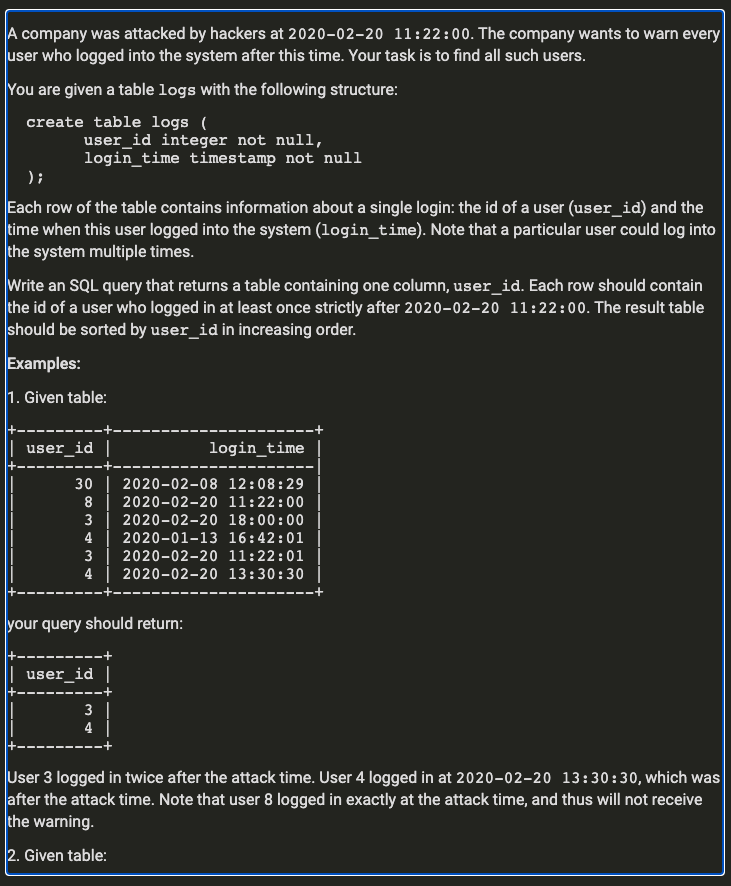 A company was attacked by hackers at 2020-02-20 11:22:00. The company wants to warn every
user who logged into the system after this time. Your task is to find all such users.
You are given a table logs with the following structure:
create table logs (
user_id integer not null,
login_time timestamp not null
);
Each row of the table contains information about a single login: the id of a user (user_id) and the
time when this user logged into the system (login_time). Note that a particular user could log into
the system multiple times.
Write an SQL query that returns a table containing one column, user_id. Each row should contain
the id of a user who logged in at least once strictly after 2020-02-20 11:22:00. The result table
should be sorted by user_id in increasing order.
Examples:
1. Given table:
+---------+---------------------+
| user_id |          login_time |
+---------+---------------------|
|      30 | 2020-02-08 12:08:29 |
|       8 | 2020-02-20 11:22:00 |
|       3 | 2020-02-20 18:00:00 |
|       4 | 2020-01-13 16:42:01 |
|       3 | 2020-02-20 11:22:01 |
|       4 | 2020-02-20 13:30:30 |
+---------+---------------------+
your query should return:
+---------+
| user_id |
+---------+
|       3 |
|       4 |
+---------+
User 3 logged in twice after the attack time. User 4 logged in at 2020-02-20 13:30:30, which was
after the attack time. Note that user 8 logged in exactly at the attack time, and thus will not receive
the warning.
2. Given table: